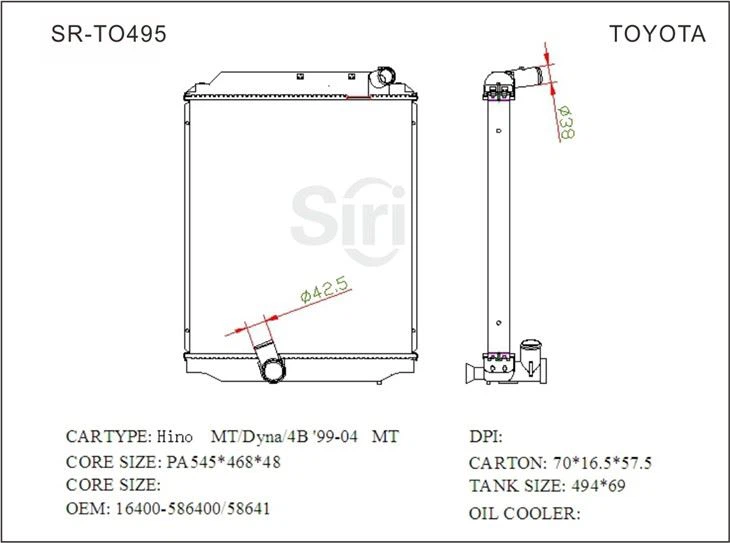 SR-TO495
TOYOTA
Ø38
Siri
Ø42.5
CARTYPE: Hino MT/Dyna/4B '99-04 MT
CORE SIZE: PA545*468*48
CORE SIZE:
OEM: 16400-586400/58641
DPI:
CARTON: 70*16.5*57.5
TANK SIZE: 494*69
OIL COOLER: